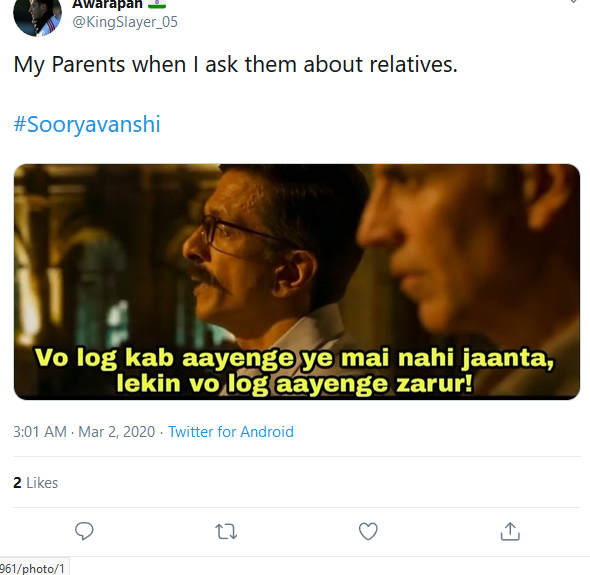 Awarapan
@KingSlayer_05
My Parents when I ask them about relatives.
#Sooryavanshi
Vo log kab aayenge ye mai nahi jaanta,
lekin vo log aayenge zarur!
3:01 AM · Mar 2, 2020 · Twitter for Android
2 Likes
961/photo/1